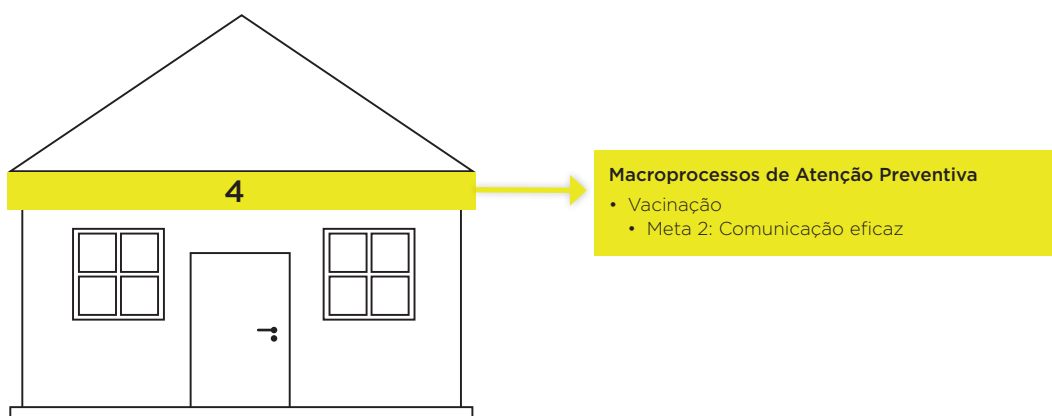 4
Macroprocessos de Atenção Preventiva
• Vacinação
• Meta 2: Comunicação eficaz